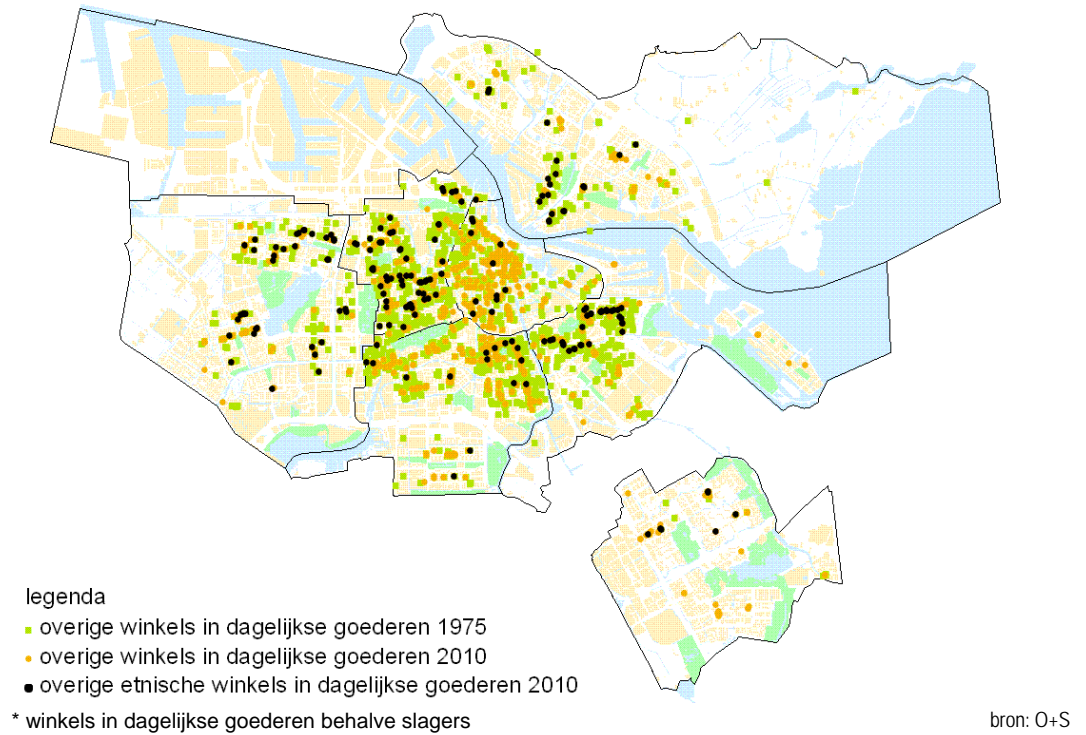 legenda
overige winkels in dagelijkse goederen 1975
overige winkels in dagelijkse goederen 2010
overige etnische winkels in dagelijkse goederen 2010
* winkels in dagelijkse goederen behalve slagers
bron: O+S